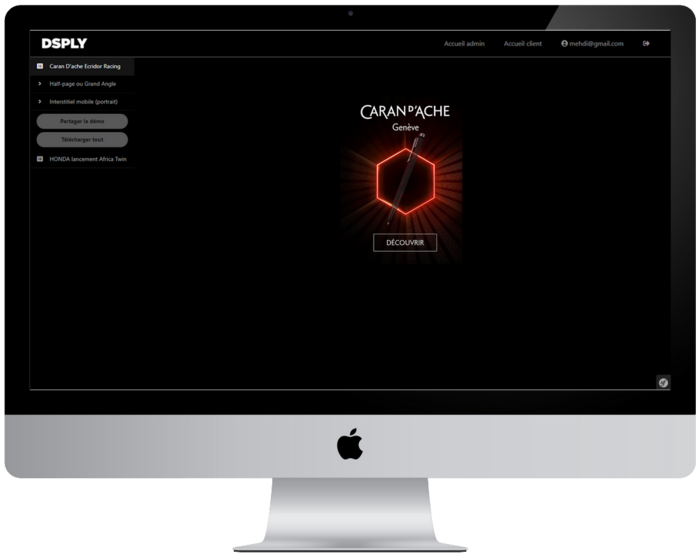 DSPLY
Accueil admin
Accueil client
mehdi@gmail.com
Caran D'ache Ecridor Racing
Half-page ou Grand Angle
Interstitiel mobile (portrait)
Partager la démo
Télécharger tout
HONDA lancement Africa Twin
CARAN D'ACHE
Genève
DÉCOUVRIR